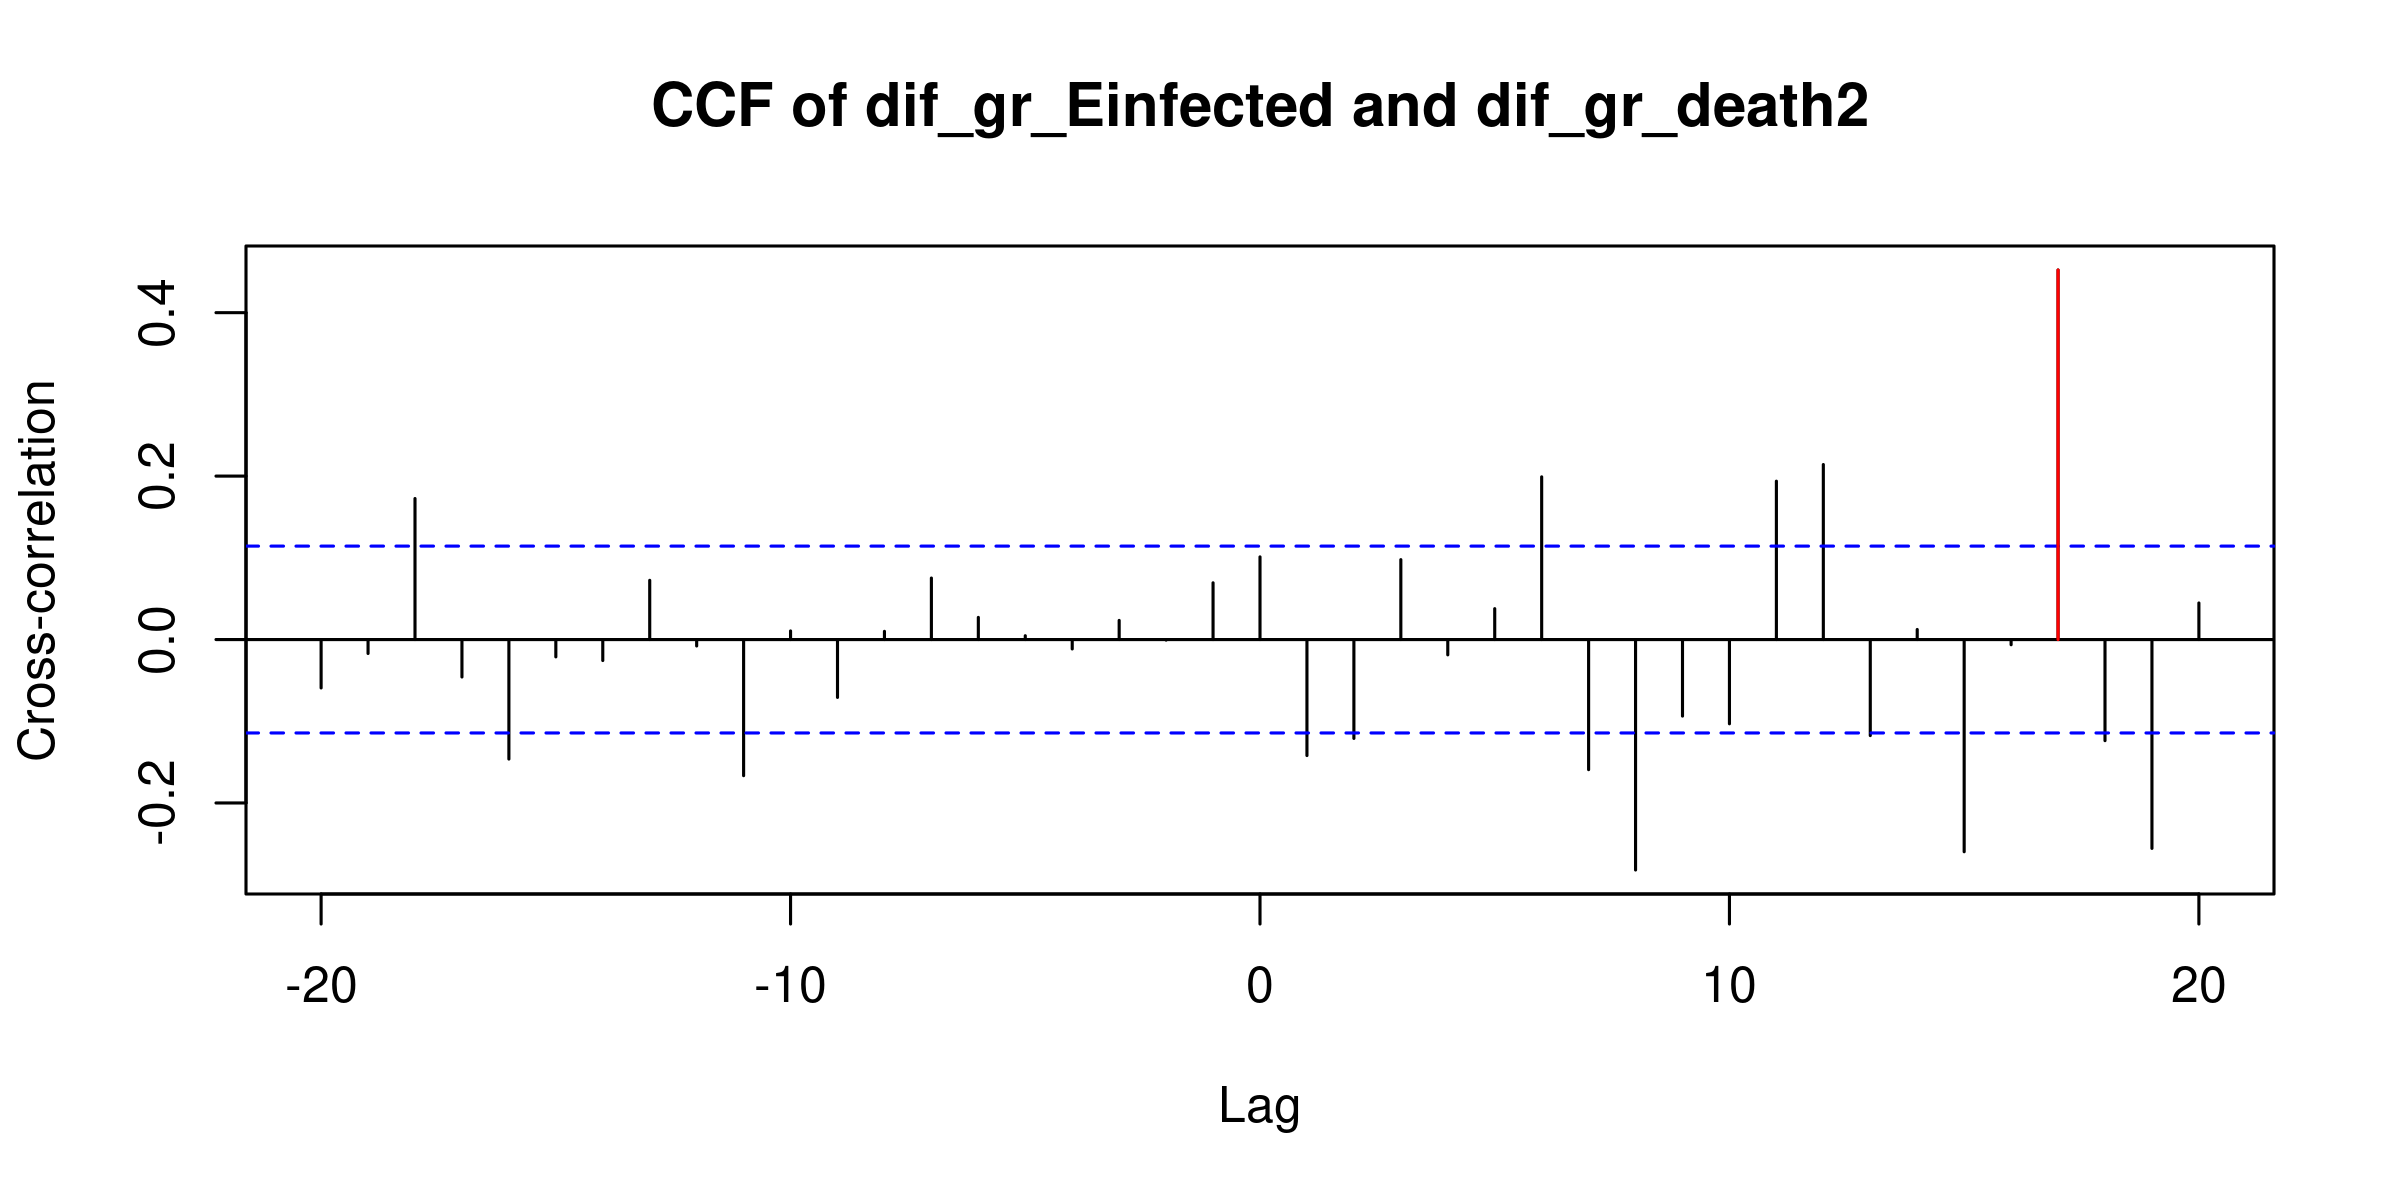 CCF of dif_gr_Einfected and dif_gr_death2
Cross-correlation
0.4
0.2
0.0
-0.2
-20 -10 0 10 20
Lag